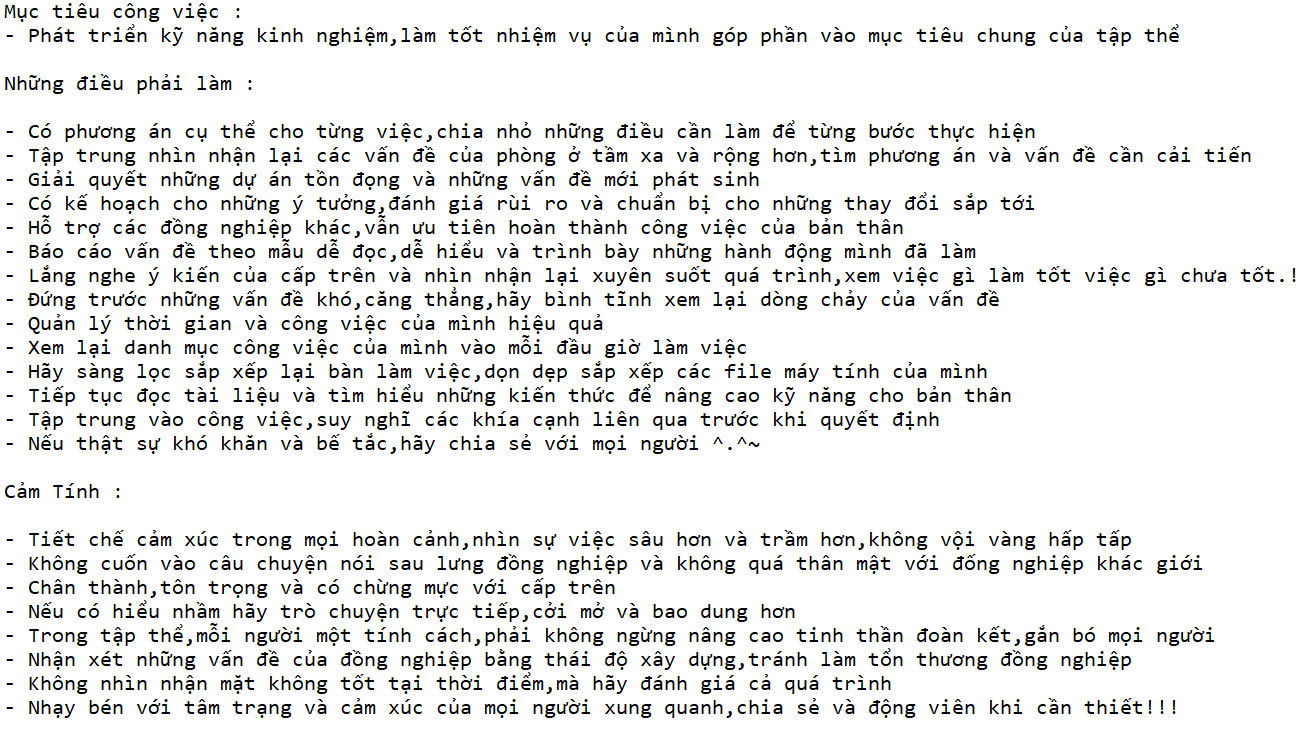 Mục tiêu công việc :
- Phát triển kỹ năng kinh nghiệm,làm tốt nhiệm vụ của mình góp phần vào mục tiêu chung của tập thể
Những điều phải làm :
- Có phương án cụ thể cho từng việc,chia nhỏ những điều cần làm để từng bước thực hiện
- Tập trung nhìn nhận lại các vấn đề của phòng ở tầm xa và rộng hơn,tìm phương án và vấn đề cần cải tiến
- Giải quyết những dự án tồn đọng và những vấn đề mới phát sinh
- Có kế hoạch cho những ý tưởng,đánh giá rùi ro và chuẩn bị cho những thay đổi sắp tới
- Hỗ trợ các đồng nghiệp khác,vẫn ưu tiên hoàn thành công việc của bản thân
- Báo cáo vấn đề theo mẫu dễ đọc,dễ hiểu và trình bày những hành động mình đã làm
- Lắng nghe ý kiến của cấp trên và nhìn nhận lại xuyên suốt quá trình,xem việc gì làm tốt việc gì chưa tốt.!
- Đứng trước những vấn đề khó,căng thẳng,hãy bình tĩnh xem lại dòng chảy của vấn đề
- Quản lý thời gian và công việc của mình hiệu quả
- Xem lại danh mục công việc của mình vào mỗi đầu giờ làm việc
- Hãy sàng lọc sắp xếp lại bàn làm việc,dọn dẹp sắp xếp các file máy tính của mình
- Tiếp tục đọc tài liệu và tìm hiểu những kiến thức để nâng cao kỹ năng cho bản thân
- Tập trung vào công việc,suy nghĩ các khía cạnh liên qua trước khi quyết định
- Nếu thật sự khó khăn và bế tắc,hãy chia sẻ với mọi người ^.^~
Cảm Tính :
- Tiết chế cảm xúc trong mọi hoàn cảnh,nhìn sự việc sâu hơn và trầm hơn,không vội vàng hấp tấp
- Không cuốn vào câu chuyện nói sau lưng đồng nghiệp và không quá thân mật với đống nghiệp khác giới
- Chân thành,tôn trọng và có chừng mực với cấp trên
- Nếu có hiểu nhầm hãy trò chuyện trực tiếp,cởi mở và bao dung hơn
- Trong tập thể,mỗi người một tính cách,phải không ngừng nâng cao tinh thần đoàn kết,gắn bó mọi người
- Nhận xét những vấn đề của đồng nghiệp bằng thái độ xây dựng,tránh làm tổn thương đồng nghiệp
- Không nhìn nhận mặt không tốt tại thời điểm,mà hãy đánh giá cả quá trình
- Nhạy bén với tâm trạng và cảm xúc của mọi người xung quanh,chia sẻ và động viên khi cần thiết!!!